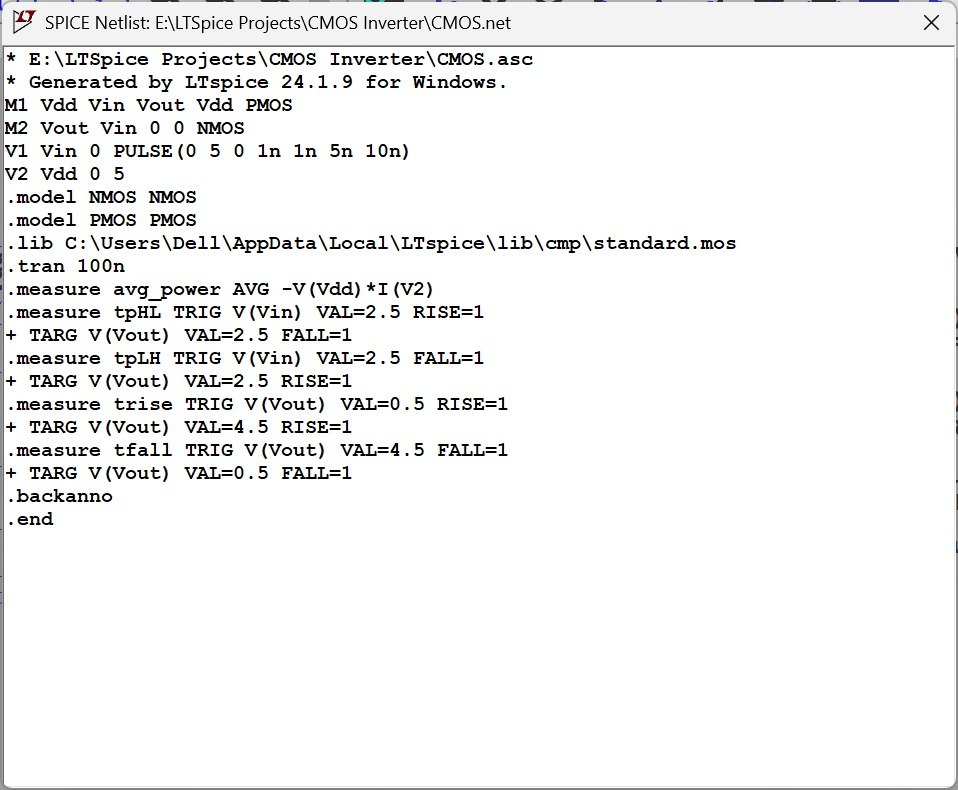 SPICE Netlist: E:\LTSpice Projects\CMOS Inverter\CMOS.net
* E:\LTSpice Projects\CMOS Inverter\CMOS.asc
* Generated by LTspice 24.1.9 for Windows.
M1 Vdd Vin Vout Vdd PMOS
M2 Vout Vin 0 0 NMOS
V1 Vin 0 PULSE(0 5 0 1n 1n 5n 10n)
V2 Vdd 0 5
.model NMOS NMOS
.model PMOS PMOS
.lib C:\Users\Dell\AppData\Local\LTspice\lib\cmp\standard.mos
.tran 100n
.measure avg_power AVG -V(Vdd)*I(V2)
.measure tpHL TRIG V(Vin) VAL=2.5 RISE=1
+ TARG V(Vout) VAL=2.5 FALL=1
.measure tpLH TRIG V(Vin) VAL=2.5 FALL=1
+ TARG V(Vout) VAL=2.5 RISE=1
.measure trise TRIG V(Vout) VAL=0.5 RISE=1
+ TARG V(Vout) VAL=4.5 RISE=1
.measure tfall TRIG V(Vout) VAL=4.5 FALL=1
+ TARG V(Vout) VAL=0.5 FALL=1
.backanno
.end